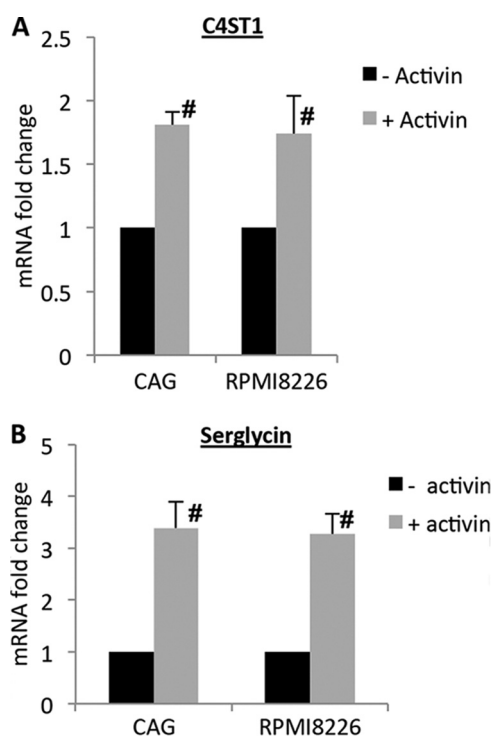 A
C4ST1
mRNA fold change
2.5
2
1.5
1
0.5
0
#
#
CAG
RPMI8226
- Activin
+ Activin
B
Serglycin
mRNA fold change
5
4
3
2
1
0
#
#
CAG
RPMI8226
- activin
+ activin